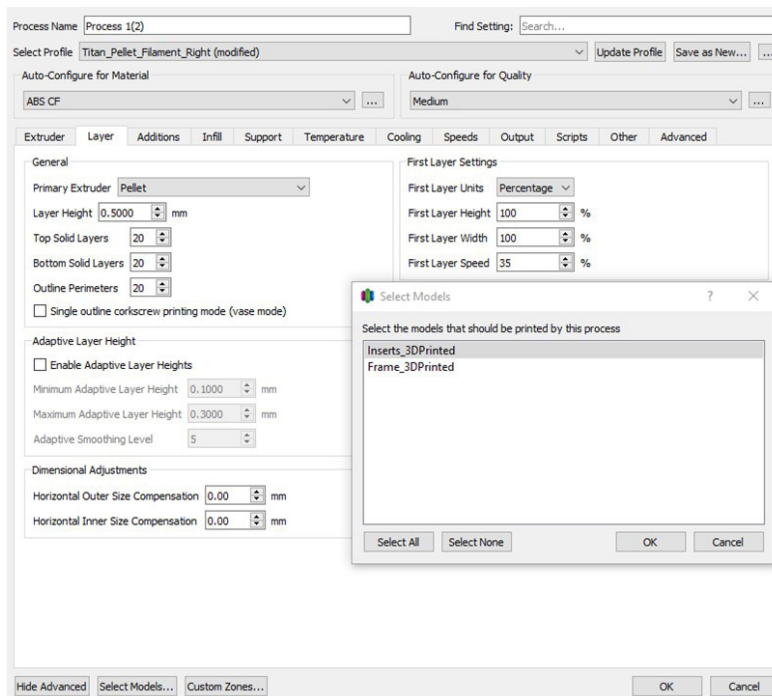 Process Name Process 1(2) Find Setting: Search...
Select Profile Titan_Pellet_Filament_Right (modified) Update Profile Save as New... ...
Auto-Configure for Material Auto-Configure for Quality
ABS CF ... Medium ...
Extruder Layer Additions Infill Support Temperature Cooling Speeds Output Scripts Other Advanced
General First Layer Settings
Primary Extruder Pellet First Layer Units Percentage
Layer Height 0.5000 mm First Layer Height 100 %
Top Solid Layers 20 First Layer Width 100 %
Bottom Solid Layers 20 First Layer Speed 35 %
Outline Perimeters 20
Single outline corkscrew printing mode (vase mode)
Adaptive Layer Height
Enable Adaptive Layer Heights
Minimum Adaptive Layer Height 0.1000 mm
Maximum Adaptive Layer Height 0.3000 mm
Adaptive Smoothing Level 5
Dimensional Adjustments
Horizontal Outer Size Compensation 0.00 mm
Horizontal Inner Size Compensation 0.00 mm
Select Models ?
Select the models that should be printed by this process
Inserts_3DPrinted
Frame_3DPrinted
Select All Select None OK Cancel
Hide Advanced Select Models... Custom Zones... OK Cancel